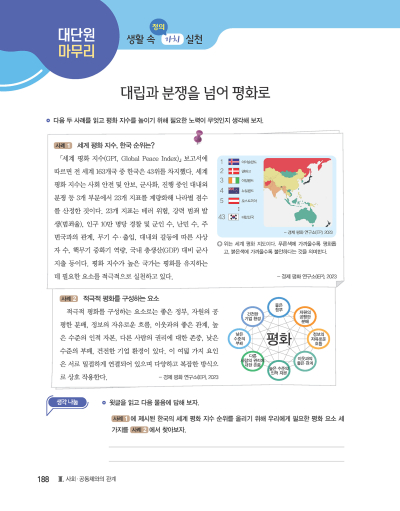 대단원
마무리
정의
생활 속 가치 실천
대립과 분쟁을 넘어 평화로
다음 두 사례를 읽고 평화 지수를 높이기 위해 필요한 노력이 무엇인지 생각해 보자.
사례 1 세계 평화 지수, 한국 순위는?
『세계 평화 지수(GPI, Global Peace Index)』 보고서에
따르면 전 세계 163개국 중 한국은 43위를 차지했다. 세계
평화 지수는 사회 안전 및 안보, 군사화, 진행 중인 대내외
분쟁 등 3개 부문에서 23개 지표를 계량화해 나라별 점수
를 산정한 것이다. 23개 지표는 테러 위험, 강력 범죄 발
생(범죄율), 인구 10만 명당 경찰 및 군인 수, 난민 수, 주
변국과의 관계, 무기 수·출입, 대내외 갈등에 따른 사상
자 수, 핵무기 중화기 역량, 국내 총생산(GDP) 대비 군사
지출 등이다. 평화 지수가 높은 국가는 평화를 유지하는
데 필요한 요소를 적극적으로 실천하고 있다.
1 아이슬란드
2 덴마크
3 아일랜드
4 뉴질랜드
5 오스트리아
43 대한민국
- 경제 평화 연구소(IEP), 2023
위는 세계 평화 지도이다. 푸른색에 가까울수록 평화롭
고, 붉은색에 가까울수록 불안하다는 것을 의미한다.
- 경제 평화 연구소(IEP), 2023
사례 2 적극적 평화를 구성하는 요소
적극적 평화를 구성하는 요소로는 좋은 정부, 자원의 공
평한 분배, 정보의 자유로운 흐름, 이웃과의 좋은 관계, 높
은 수준의 인적 자본, 다른 사람의 권리에 대한 존중, 낮은
수준의 부패, 건전한 기업 환경이 있다. 이 여덟 가지 요인
은 서로 밀접하게 연결되어 있으며 다양하고 복잡한 방식으
로 상호 작용한다.
- 경제 평화 연구소(IEP), 2023
평화
좋은
정부
자원의
공평한
분배
정보의
자유로운
흐름
이웃과의
좋은 관계
높은 수준의
인적 자본
다른
사람의 권리에
대한 존중
낮은
수준의
부패
건전한
기업 환경
생각 나눔
윗글을 읽고 다음 물음에 답해 보자.
사례 1 에 제시된 한국의 세계 평화 지수 순위를 올리기 위해 우리에게 필요한 평화 요소 세
가지를 사례 2 에서 찾아보자.
188 Ⅲ. 사회·공동체와의 관계